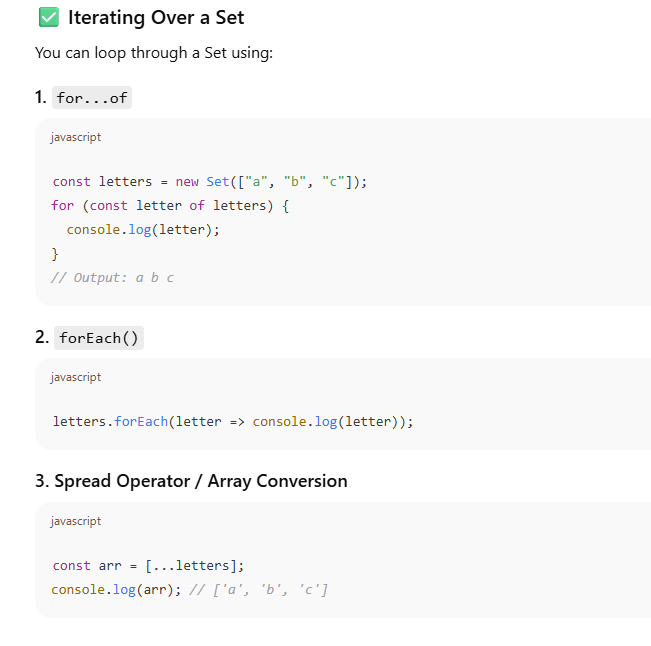 ✅ Iterating Over a Set
You can loop through a Set using:
1. for...of
javascript
const letters = new Set(["a", "b", "c"]);
for (const letter of letters) {
  console.log(letter);
}
// Output: a b c
2. forEach()
javascript
letters.forEach(letter => console.log(letter));
3. Spread Operator / Array Conversion
javascript
const arr = [...letters];
console.log(arr); // ['a', 'b', 'c']